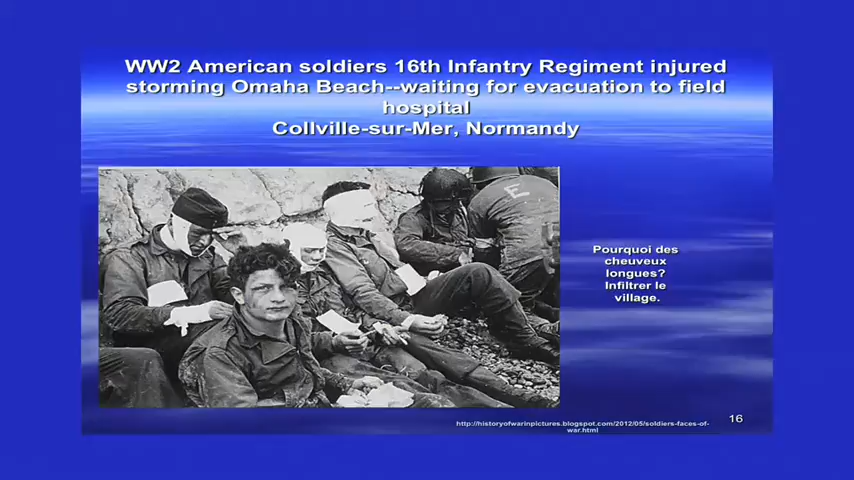 WW2 American soldiers 16th Infantry Regiment injured
storming Omaha Beach--waiting for evacuation to field
hospital
Collville-sur-Mer, Normandy
E
Pourquoi des
cheuveux
longues?
Infiltrer le
village.
16
http://historyofwarinpictures.blogspot.com/2012/05/soldiers-faces-of-
war.html